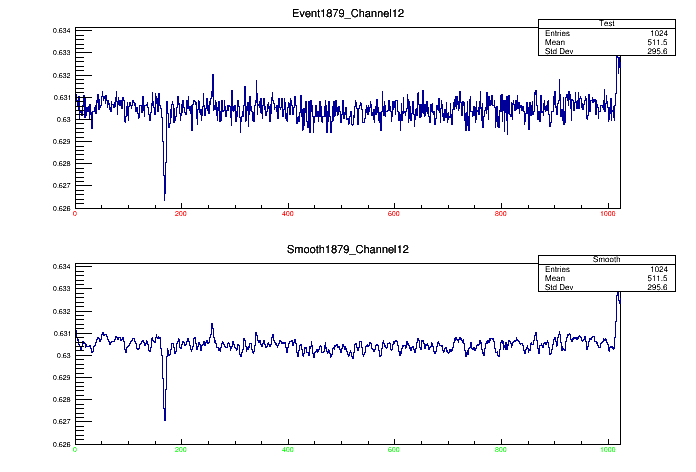 Event1879_Channel12
Test
Entries 1024
Mean 511.5
Std Dev 295.6
0.634
0.633
0.632
0.631
0.63
0.629
0.628
0.627
0.626
0 200 400 600 800 1000
Smooth1879_Channel12
Smooth
Entries 1024
Mean 511.5
Std Dev 295.6
0.634
0.633
0.632
0.631
0.63
0.629
0.628
0.627
0.626
0 200 400 600 800 1000